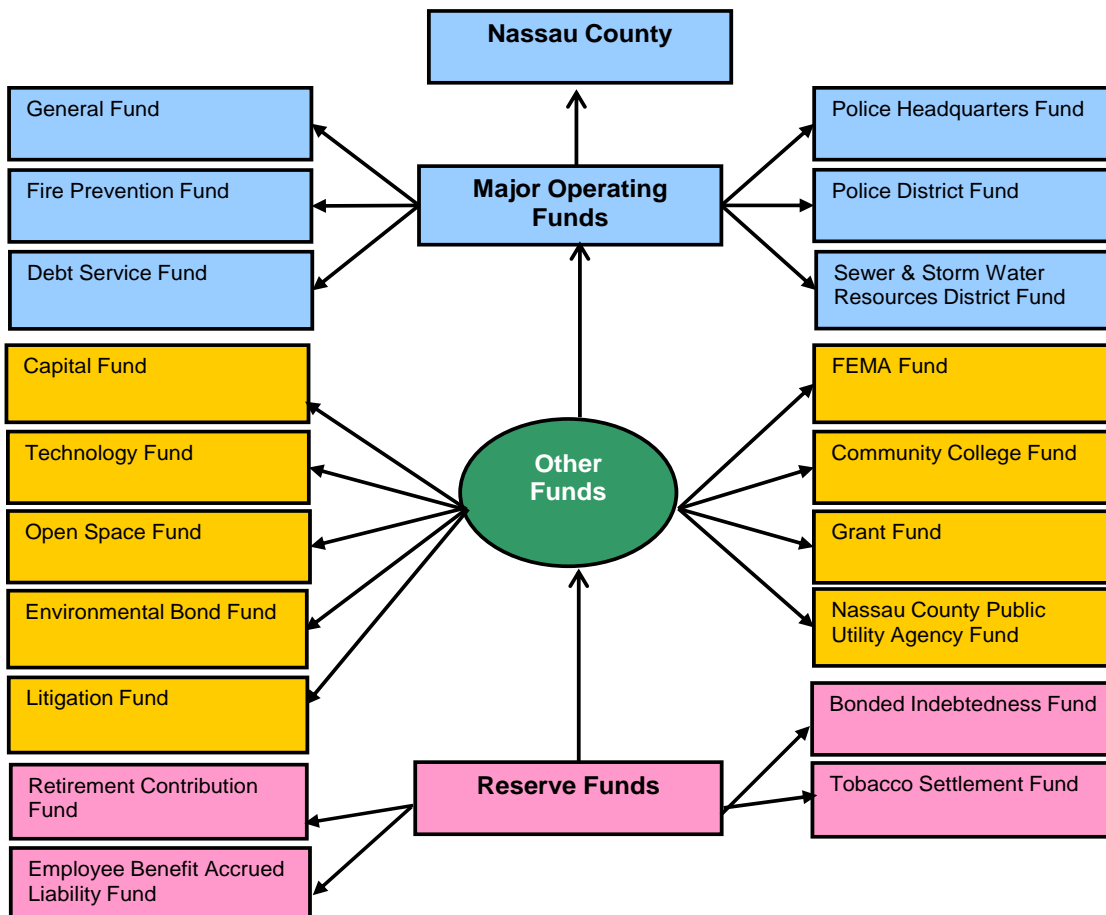 Nassau County
General Fund
Police Headquarters Fund
Major Operating
Funds
Fire Prevention Fund
Police District Fund
Debt Service Fund
Sewer & Storm Water
Resources District Fund
Capital Fund
FEMA Fund
Technology Fund
Other
Funds
Community College Fund
Open Space Fund
Grant Fund
Environmental Bond Fund
Nassau County Public
Utility Agency Fund
Litigation Fund
Bonded Indebtedness Fund
Retirement Contribution
Fund
Reserve Funds
Tobacco Settlement Fund
Employee Benefit Accrued
Liability Fund